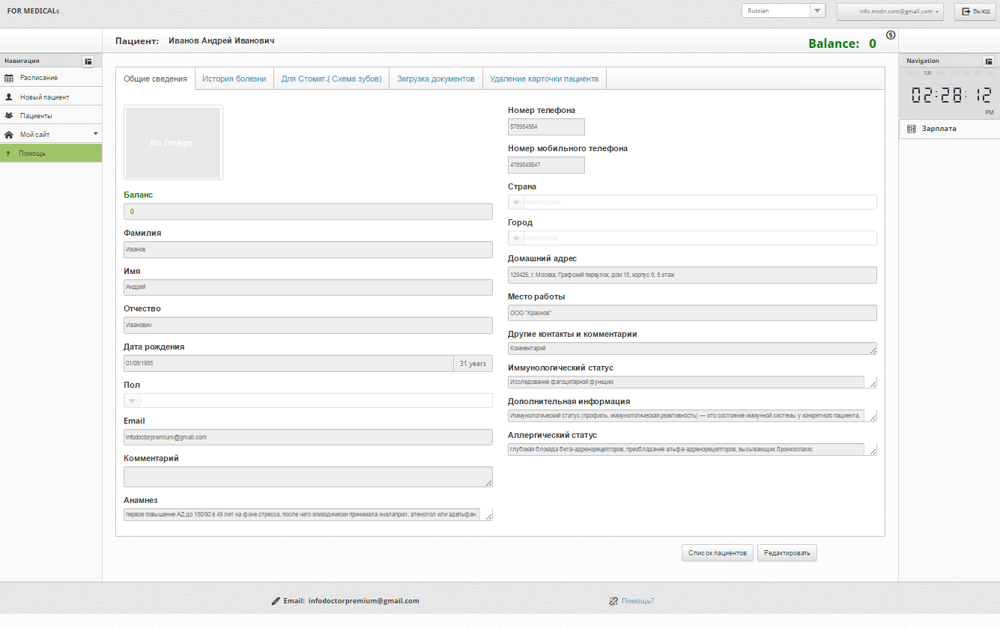 FOR MEDICALs
Russian
info.msdn.com@gmail.com
Выход
Пациент: Иванов Андрей Иванович
Balance: 0
Навигация
Расписание
Новый пациент
Пациенты
Мой сайт
? Помощь
Общие сведения
История болезни
Для Стомат.( Схема зубов)
Загрузка документов
Удаление карточки пациента
No Image
Баланс
0
Фамилия
Иванов
Имя
Андрей
Отчество
Иванович
Дата рождения
01/08/1985
31 years
Пол
Email
infodoctorpremium@gmail.com
Комментарий
Анамнез
первое повышение АД до 150/90 в 49 лет на фоне стресса, после чего эпизодически принимала эналаприл, атенолол или адельфан.
Номер телефона
578954564
Номер мобильного телефона
4789545647
Страна
Выберите страну
Город
Выберите город
Домашний адрес
129426, г. Москва, Графский переулок, дом 15, корпус 9, 5 этаж
Место работы
ООО "Краснов"
Другие контакты и комментарии
Комментарий
Иммунологический статус
Исследование фагоцитарной функции:
Дополнительная информация
Иммунологический статус (профиль, иммунологическая реактивность) — это состояние иммунной системы у конкретного пациента,
Аллергический статус
глубокая блокада бета-адренорецепторов, преобладание альфа-адренорецепторов, вызывающих бронхоспазм;
Список пациентов
Редактировать
Navigation
MON TUE WED THU FRI SAT SUN
02:28:12
PM
Зарплата
Email: infodoctorpremium@gmail.com
Помощь?